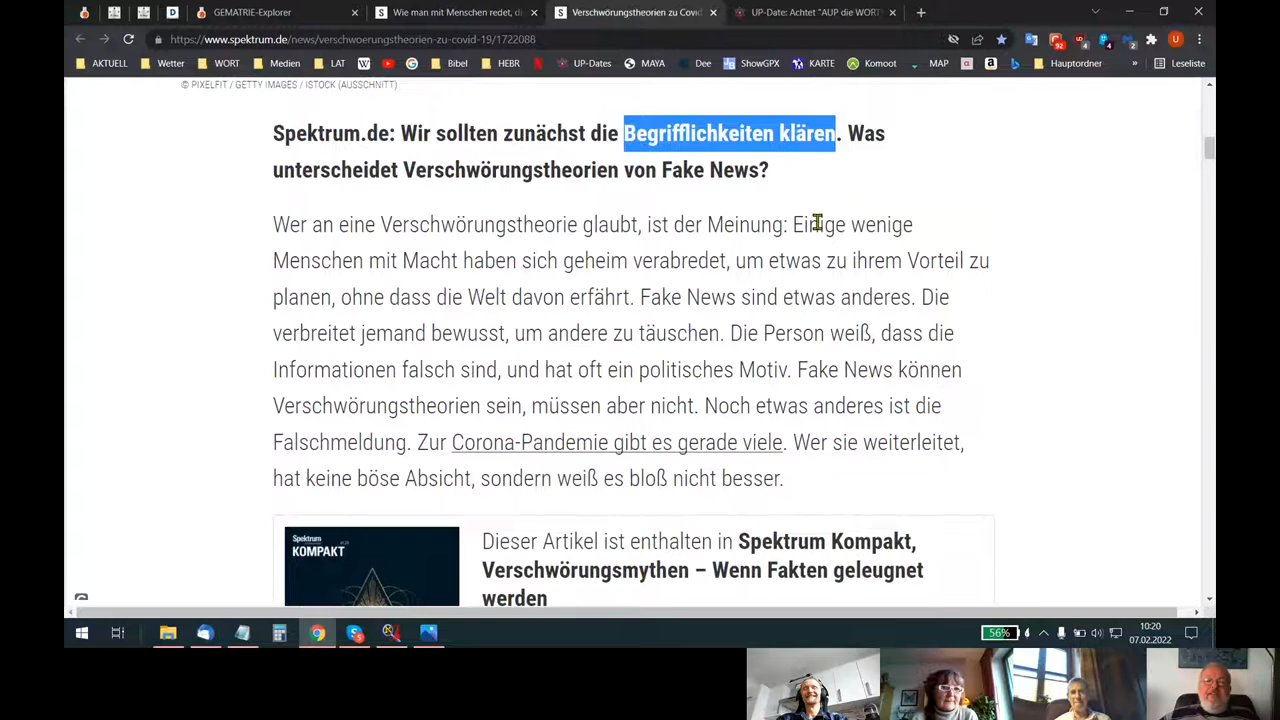 GEMATRIE-Explorer
Wie man mit Menschen redet, di
Verschwörungstheorien zu Covid
UP-Date: Achtet "AUP die WORT
https://www.spektrum.de/news/verschwoerungstheorien-zu-covid-19/1722088
AKTUELL Wetter WORT Medien LAT Bibel HEBR UP-Dates MAYA Dee ShowGPX KARTE Komoot MAP Hauptordner » Leseliste
© PIXELFIT / GETTY IMAGES / ISTOCK (AUSSCHNITT)
Spektrum.de: Wir sollten zunächst die Begrifflichkeiten klären. Was
unterscheidet Verschwörungstheorien von Fake News?
Wer an eine Verschwörungstheorie glaubt, ist der Meinung: Einige wenige
Menschen mit Macht haben sich geheim verabredet, um etwas zu ihrem Vorteil zu
planen, ohne dass die Welt davon erfährt. Fake News sind etwas anderes. Die
verbreitet jemand bewusst, um andere zu täuschen. Die Person weiß, dass die
Informationen falsch sind, und hat oft ein politisches Motiv. Fake News können
Verschwörungstheorien sein, müssen aber nicht. Noch etwas anderes ist die
Falschmeldung. Zur Corona-Pandemie gibt es gerade viele. Wer sie weiterleitet,
hat keine böse Absicht, sondern weiß es bloß nicht besser.
Spektrum
KOMPAKT
Dieser Artikel ist enthalten in Spektrum Kompakt,
Verschwörungsmythen – Wenn Fakten geleugnet
werden
56%
10:20
07.02.2022